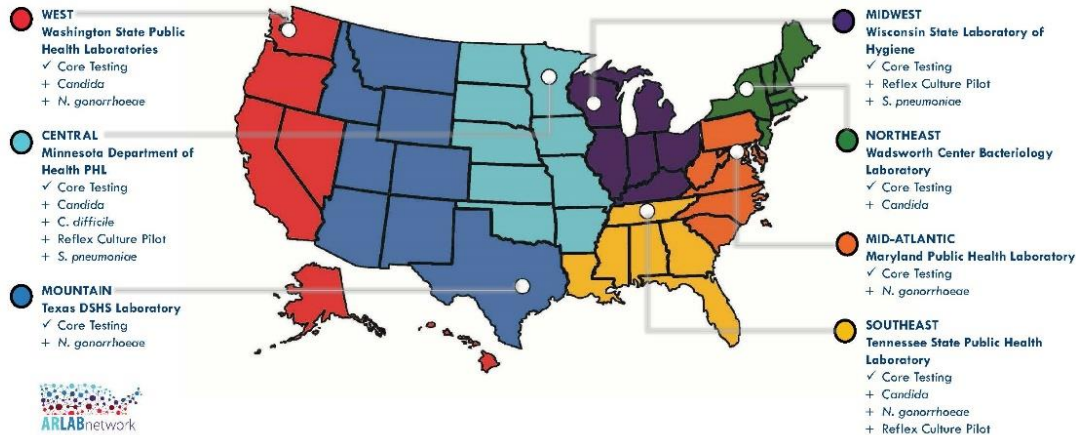 WEST
Washington State Public
Health Laboratories
✓ Core Testing
+ Candida
+ N. gonorrhoeae
CENTRAL
Minnesota Department of
Health PHL
✓ Core Testing
+ Candida
+ C. difficile
+ Reflex Culture Pilot
+ S. pneumoniae
MOUNTAIN
Texas DSHS Laboratory
✓ Core Testing
+ N. gonorrhoeae
ARLABnetwork
MIDWEST
Wisconsin State Laboratory of
Hygiene
✓ Core Testing
+ Reflex Culture Pilot
+ S. pneumoniae
NORTHEAST
Wadsworth Center Bacteriology
Laboratory
✓ Core Testing
+ Candida
MID-ATLANTIC
Maryland Public Health Laboratory
✓ Core Testing
+ N. gonorrhoeae
SOUTHEAST
Tennessee State Public Health
Laboratory
✓ Core Testing
+ Candida
+ N. gonorrhoeae
+ Reflex Culture Pilot